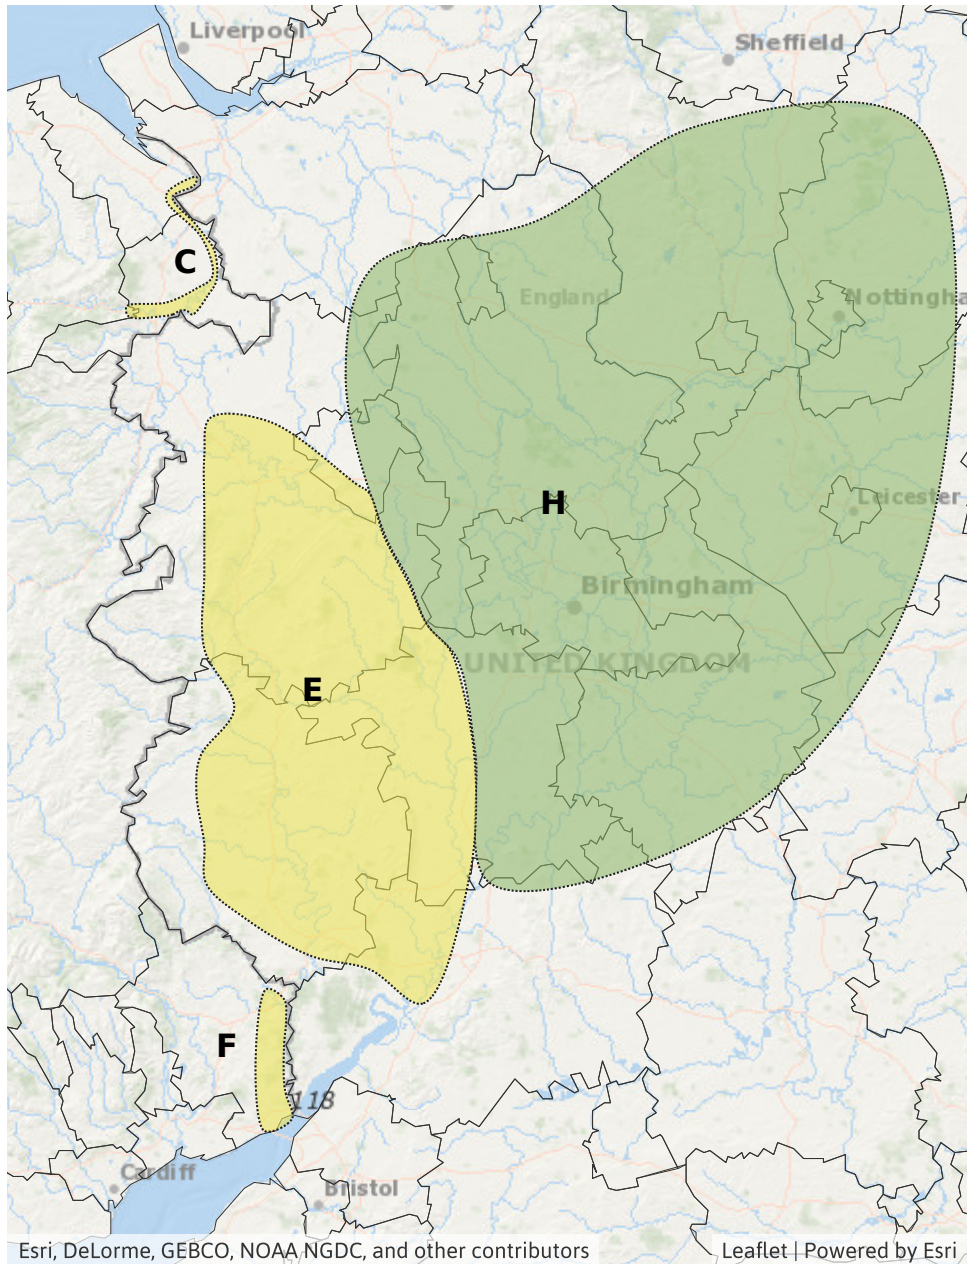 Liverpool
Sheffield
C
England
Nottingha
H
Leicester
Birmingham
UNITED KINGDOM
E
F
118
Cardiff
Bristol
Esri, DeLorme, GEBCO, NOAA NGDC, and other contributors
Leaflet | Powered by Esri